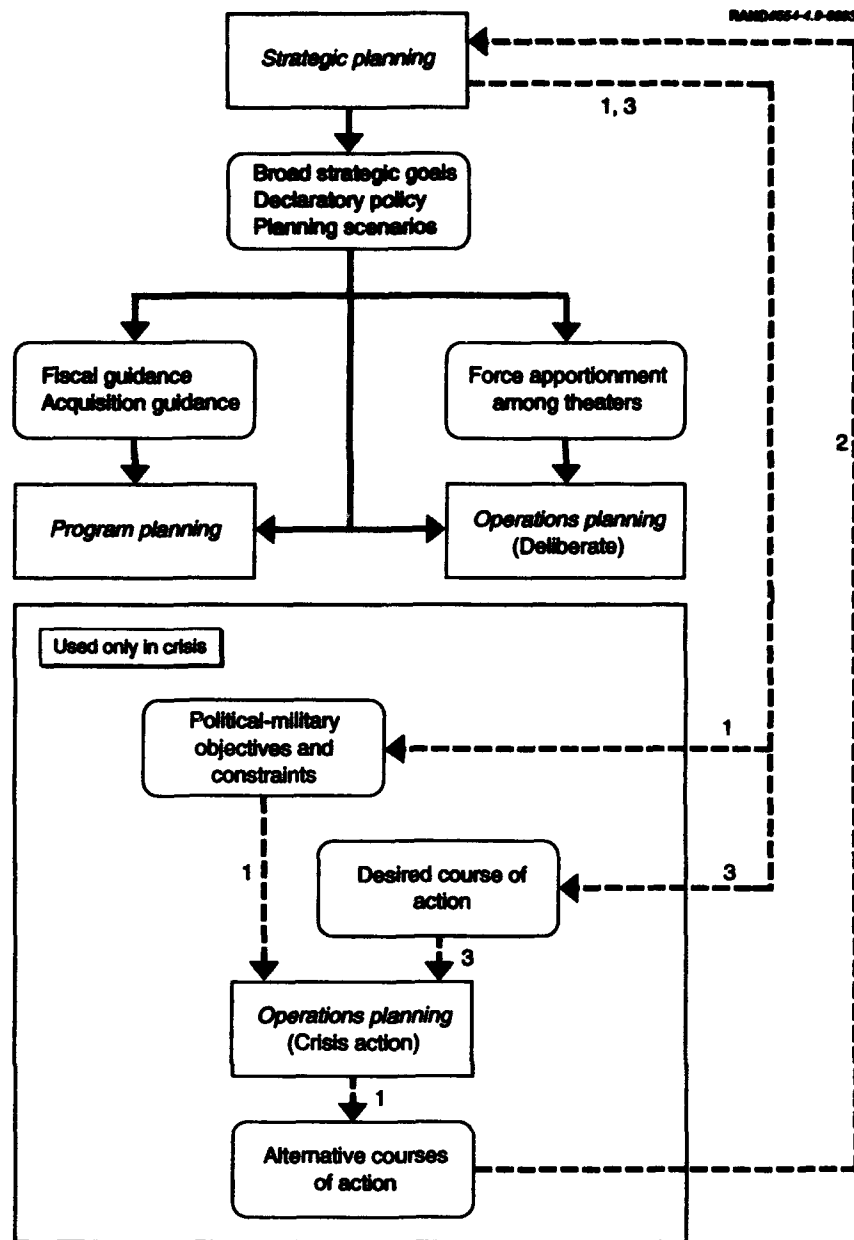 Strategic planning
1, 3
Broad strategic goals
Declaratory policy
Planning scenarios
Fiscal guidance
Acquisition guidance
Force apportionment
among theaters
2
Program planning
Operations planning
(Deliberate)
Used only in crisis
Political-military
objectives and
constraints
1
1
Desired course of
action
3
3
Operations planning
(Crisis action)
1
Alternative courses
of action